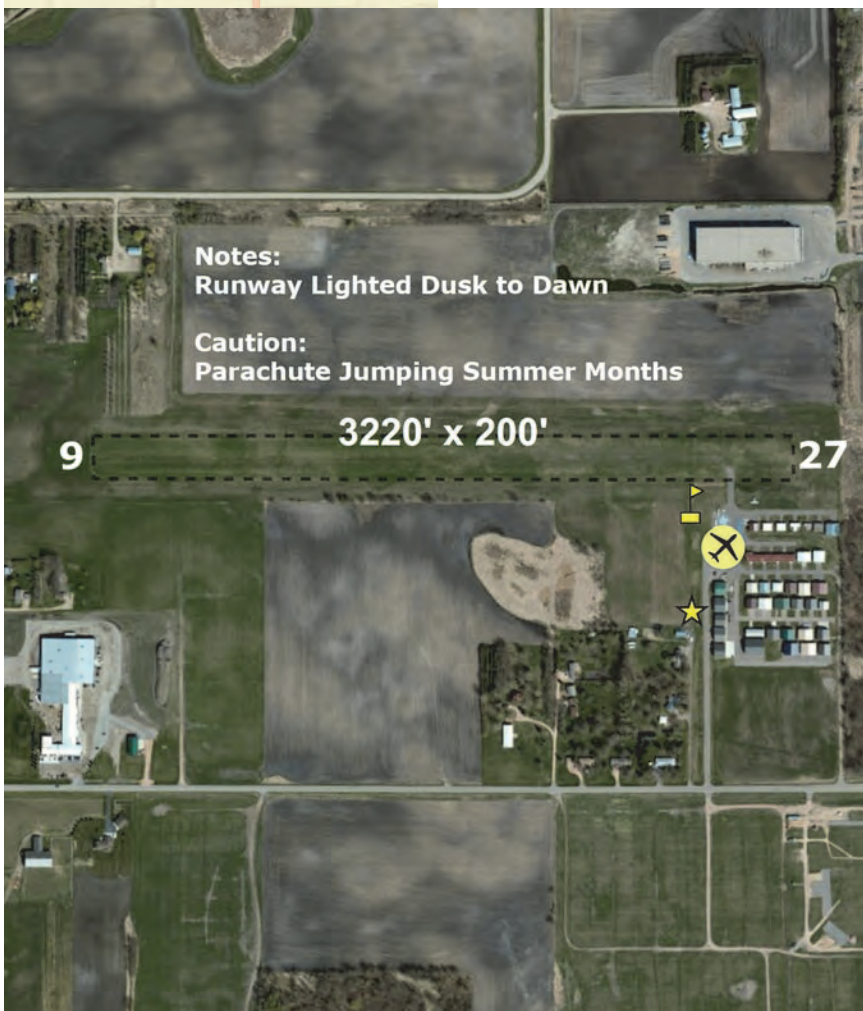 Notes:
Runway Lighted Dusk to Dawn
Caution:
Parachute Jumping Summer Months
3220' x 200'
9
27